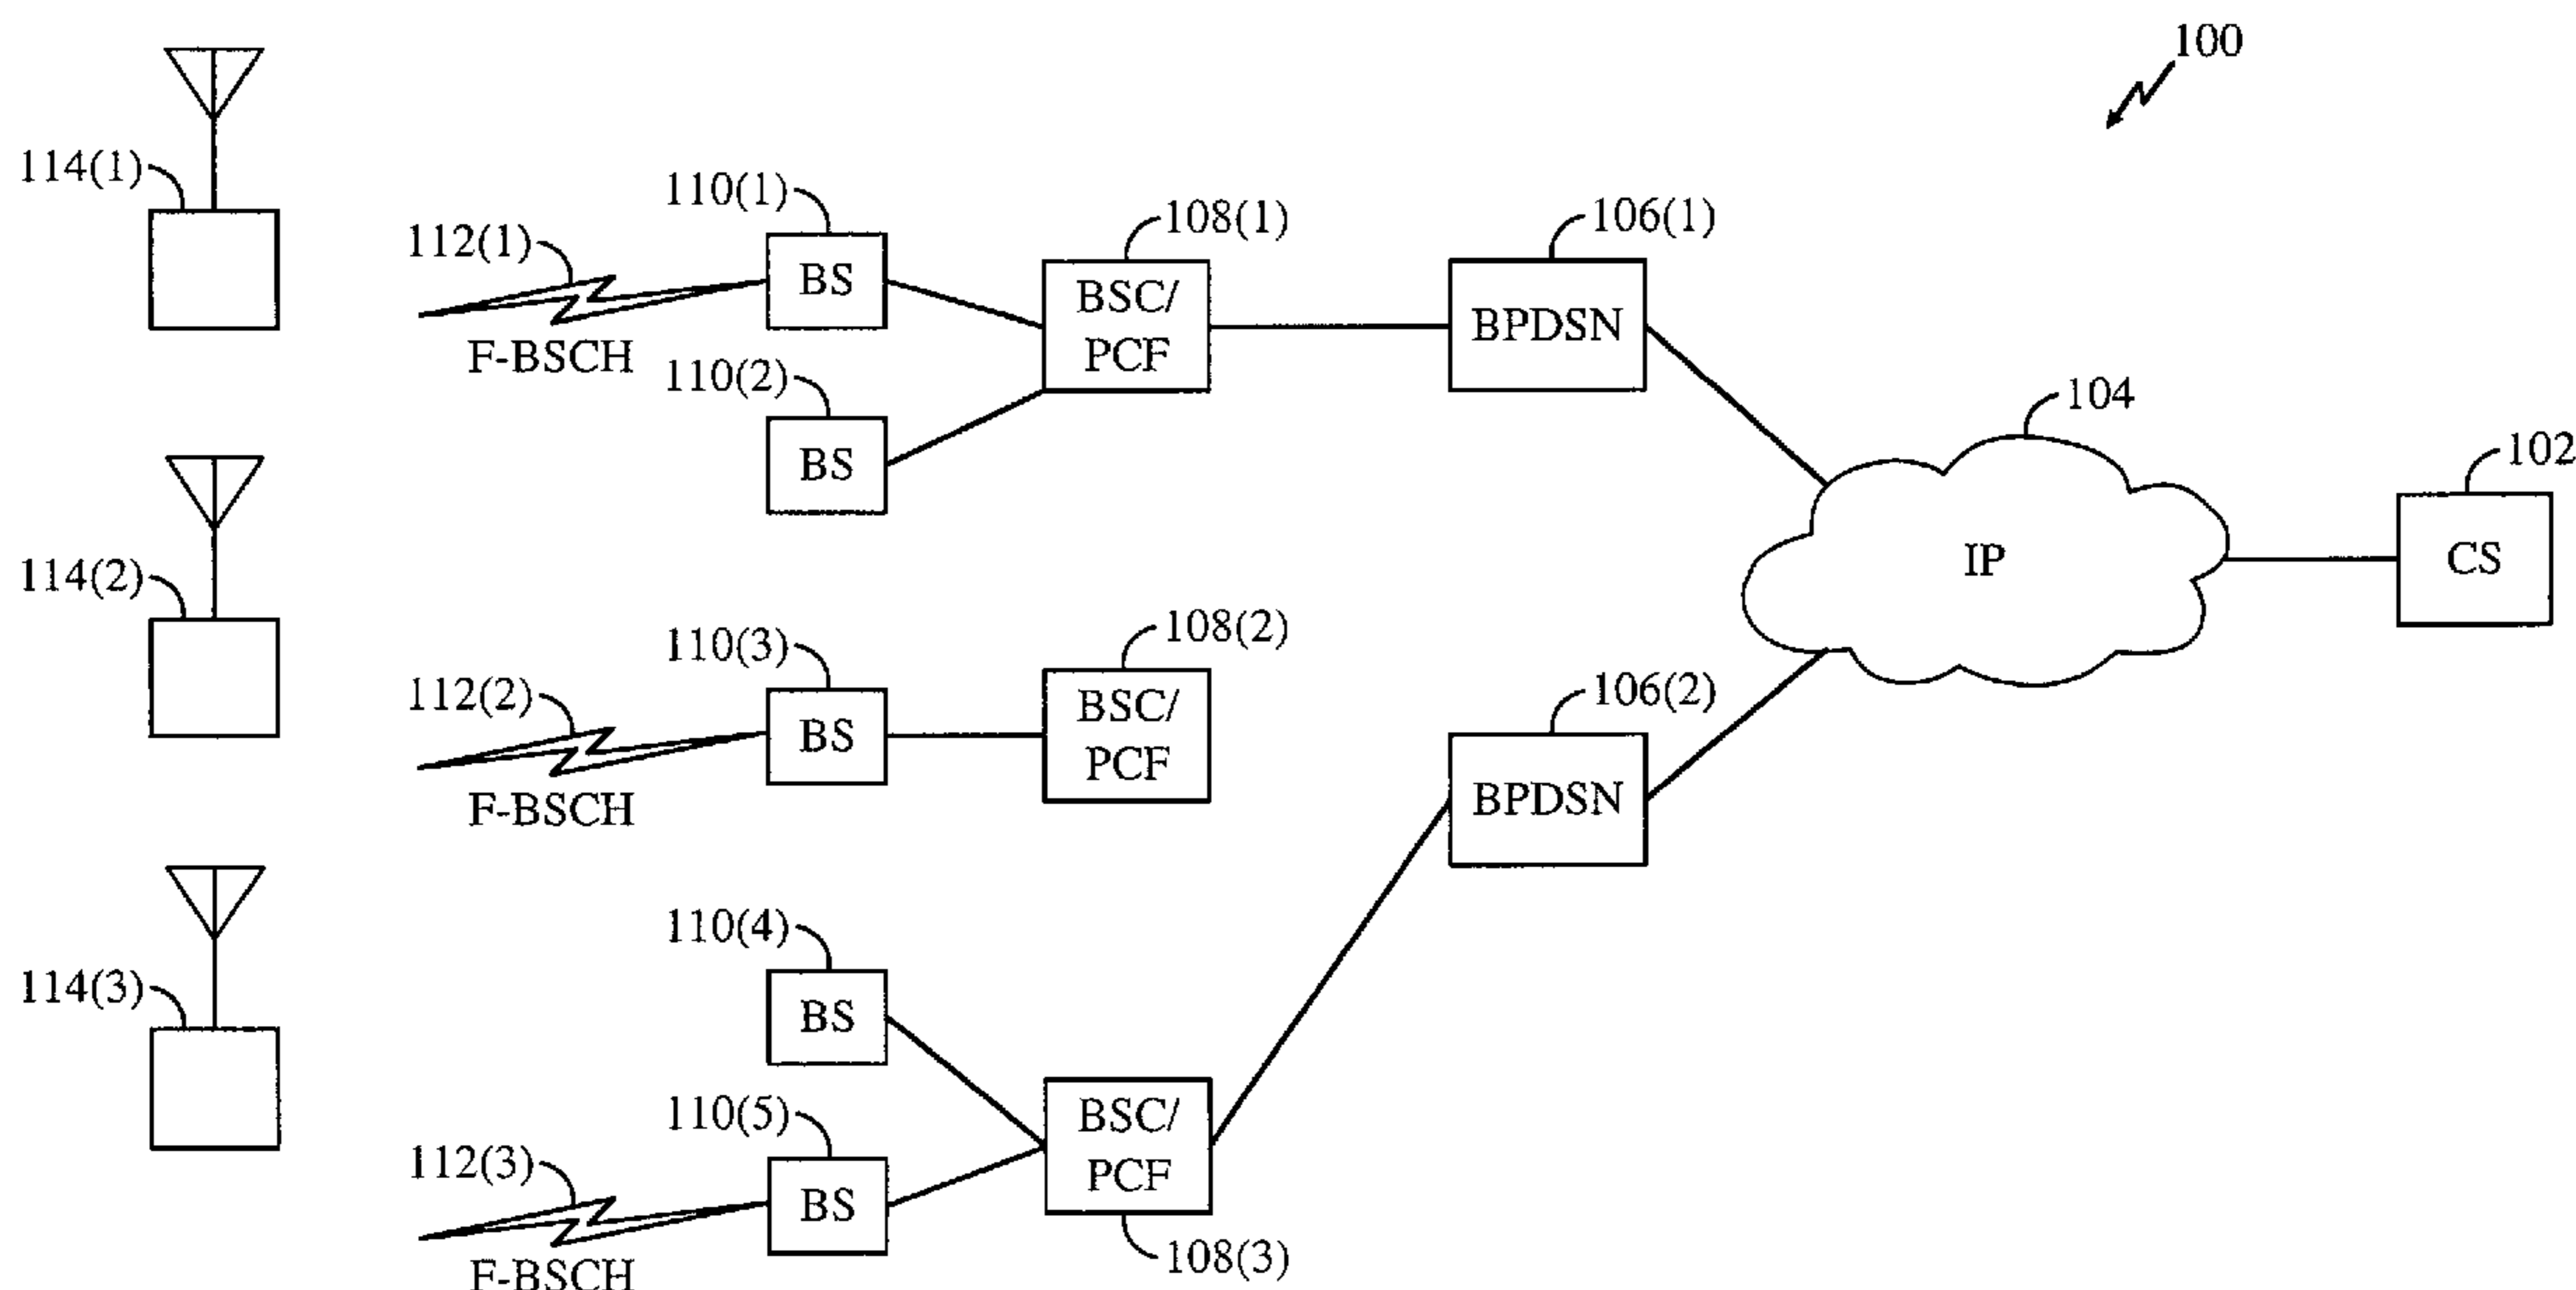 100
114(1)
110(1)
108(1)
106(1)
112(1)
BS
BSC/
PCF
BPDSN
F-BSCH
110(2)
BS
104
102
IP
CS
114(2)
110(3)
108(2)
112(2)
BS
BSC/
PCF
106(2)
BPDSN
F-BSCH
114(3)
110(4)
BS
110(5)
BSC/
PCF
112(3)
BS
F-BSCH
108(3)